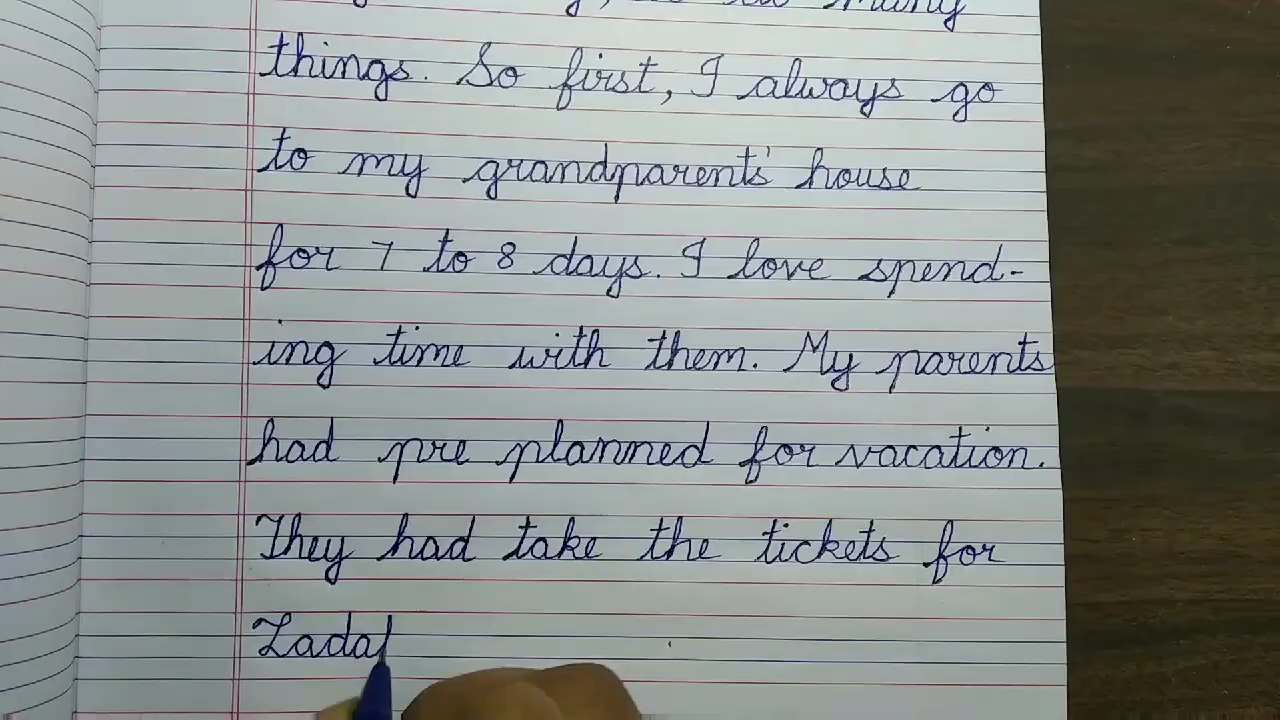 many
things. So first, I always go
to my grandparents' house
for 7 to 8 days. I love spend-
ing time with them. My parents
had pre planned for vacation.
They had take the tickets for